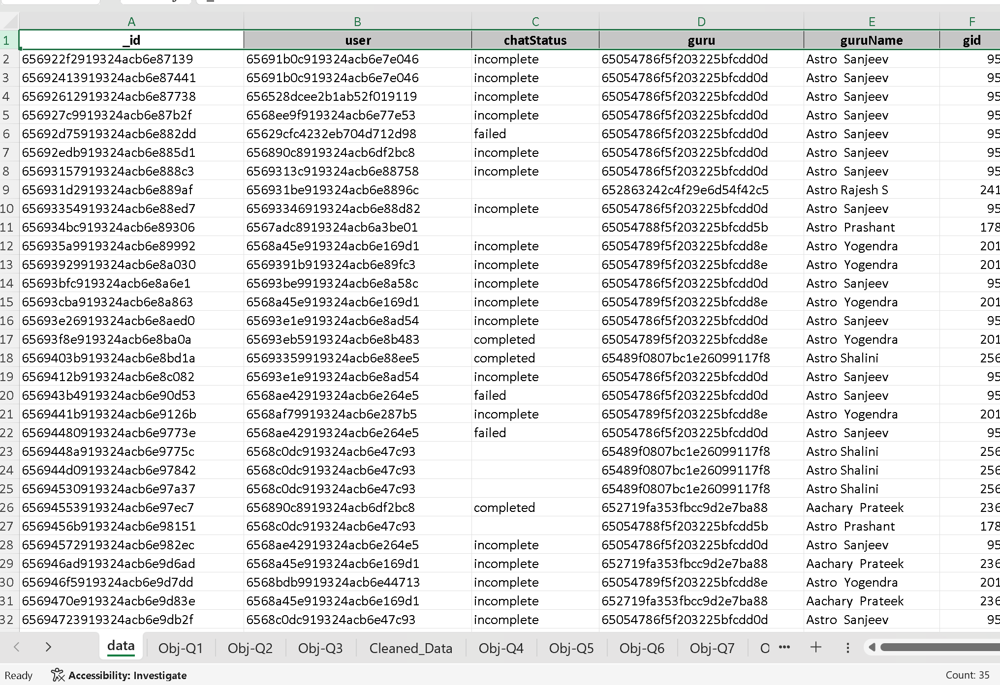 A B C D E F
1 _id user chatStatus guru guruName gid
2 656922f2919324acb6e87139 65691b0c919324acb6e7e046 incomplete 65054786f5f203225bfcdd0d Astro  Sanjeev 95
3 65692413919324acb6e87441 65691b0c919324acb6e7e046 incomplete 65054786f5f203225bfcdd0d Astro  Sanjeev 95
4 65692612919324acb6e87738 656528dcee2b1ab52f019119 incomplete 65054786f5f203225bfcdd0d Astro  Sanjeev 95
5 656927c9919324acb6e87b2f 6568ee9f919324acb6e77e53 incomplete 65054786f5f203225bfcdd0d Astro  Sanjeev 95
6 65692d75919324acb6e882dd 65629cfc4232eb704d712d98 failed 65054786f5f203225bfcdd0d Astro  Sanjeev 95
7 65692edb919324acb6e885d1 656890c8919324acb6df2bc8 incomplete 65054786f5f203225bfcdd0d Astro  Sanjeev 95
8 65693157919324acb6e888c3 6569313c919324acb6e88758 incomplete 65054786f5f203225bfcdd0d Astro  Sanjeev 95
9 656931d2919324acb6e889af 656931be919324acb6e8896c 652863242c4f29e6d54f42c5 Astro Rajesh S 241
10 65693354919324acb6e88ed7 65693346919324acb6e88d82 incomplete 65054786f5f203225bfcdd0d Astro  Sanjeev 95
11 656934bc919324acb6e89306 6567adc8919324acb6a3be01 65054788f5f203225bfcdd5b Astro  Prashant 178
12 656935a9919324acb6e89992 6568a45e919324acb6e169d1 incomplete 65054789f5f203225bfcdd8e Astro  Yogendra 201
13 65693929919324acb6e8a030 6569391b919324acb6e89fc3 incomplete 65054789f5f203225bfcdd8e Astro  Yogendra 201
14 65693bfc919324acb6e8a6e1 65693be9919324acb6e8a58c incomplete 65054786f5f203225bfcdd0d Astro  Sanjeev 95
15 65693cba919324acb6e8a863 6568a45e919324acb6e169d1 incomplete 65054789f5f203225bfcdd8e Astro  Yogendra 201
16 65693e26919324acb6e8aed0 65693e1e919324acb6e8ad54 incomplete 65054786f5f203225bfcdd0d Astro  Sanjeev 95
17 65693f8e919324acb6e8ba0a 65693eb5919324acb6e8b483 completed 65054789f5f203225bfcdd8e Astro  Yogendra 201
18 6569403b919324acb6e8bd1a 65693359919324acb6e88ee5 completed 65489f0807bc1e26099117f8 Astro Shalini 256
19 6569412b919324acb6e8c082 65693e1e919324acb6e8ad54 incomplete 65054786f5f203225bfcdd0d Astro  Sanjeev 95
20 656943b4919324acb6e90d53 6568ae42919324acb6e264e5 failed 65054786f5f203225bfcdd0d Astro  Sanjeev 95
21 6569441b919324acb6e9126b 6568af79919324acb6e287b5 incomplete 65054789f5f203225bfcdd8e Astro  Yogendra 201
22 65694480919324acb6e9773e 6568ae42919324acb6e264e5 failed 65054786f5f203225bfcdd0d Astro  Sanjeev 95
23 6569448a919324acb6e9775c 6568c0dc919324acb6e47c93 65489f0807bc1e26099117f8 Astro Shalini 256
24 656944d0919324acb6e97842 6568c0dc919324acb6e47c93 65489f0807bc1e26099117f8 Astro Shalini 256
25 65694530919324acb6e97a37 6568c0dc919324acb6e47c93 65489f0807bc1e26099117f8 Astro Shalini 256
26 65694553919324acb6e97ec7 656890c8919324acb6df2bc8 completed 652719fa353fbcc9d2e7ba88 Aachary  Prateek 236
27 6569456b919324acb6e98151 6568c0dc919324acb6e47c93 65054788f5f203225bfcdd5b Astro  Prashant 178
28 65694572919324acb6e982ec 6568ae42919324acb6e264e5 incomplete 65054786f5f203225bfcdd0d Astro  Sanjeev 95
29 656946ad919324acb6e9d6ad 6568a45e919324acb6e169d1 incomplete 652719fa353fbcc9d2e7ba88 Aachary  Prateek 236
30 656946f5919324acb6e9d7dd 6568bdb9919324acb6e44713 incomplete 65054789f5f203225bfcdd8e Astro  Yogendra 201
31 6569470e919324acb6e9d83e 6568a45e919324acb6e169d1 incomplete 652719fa353fbcc9d2e7ba88 Aachary  Prateek 236
32 65694723919324acb6e9db2f 6568c0dc919324acb6e47c93 incomplete 65054786f5f203225bfcdd0d Astro  Sanjeev 95
data Obj-Q1 Obj-Q2 Obj-Q3 Cleaned_Data Obj-Q4 Obj-Q5 Obj-Q6 Obj-Q7 O ...
Ready Accessibility: Investigate Count: 35